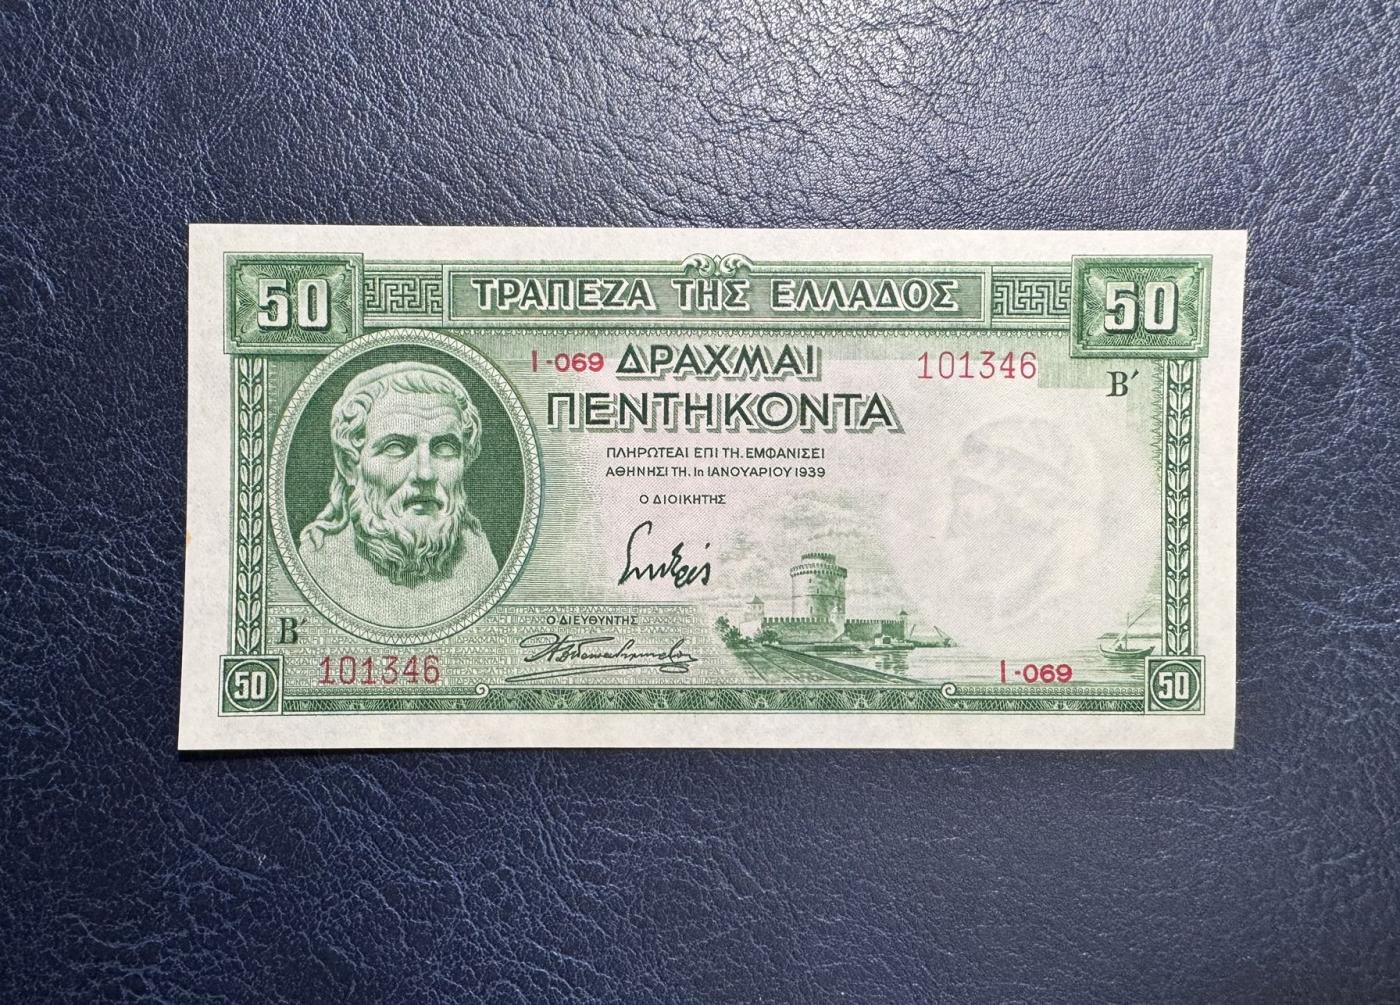 50 ΤΡΑΠΕΖΑ ΤΗΣ ΕΛΛΑΔΟΣ 50
I-069 ΔΡΑΧΜΑΙ 101346
Β′
ΠΕΝΤΗΚΟΝΤΑ
ΠΛΗΡΩΤΕΑΙ ΕΠΙ ΤΗ. ΕΜΦΑΝΙΣΕΙ
ΑΘΗΝΗΣΙ ΤΗ. 1η ΙΑΝΟΥΑΡΙΟΥ 1939
Ο ΔΙΟΙΚΗΤΗΣ
Ο ΔΙΕΥΘΥΝΤΗΣ
Β′
101346
I-069
50
50